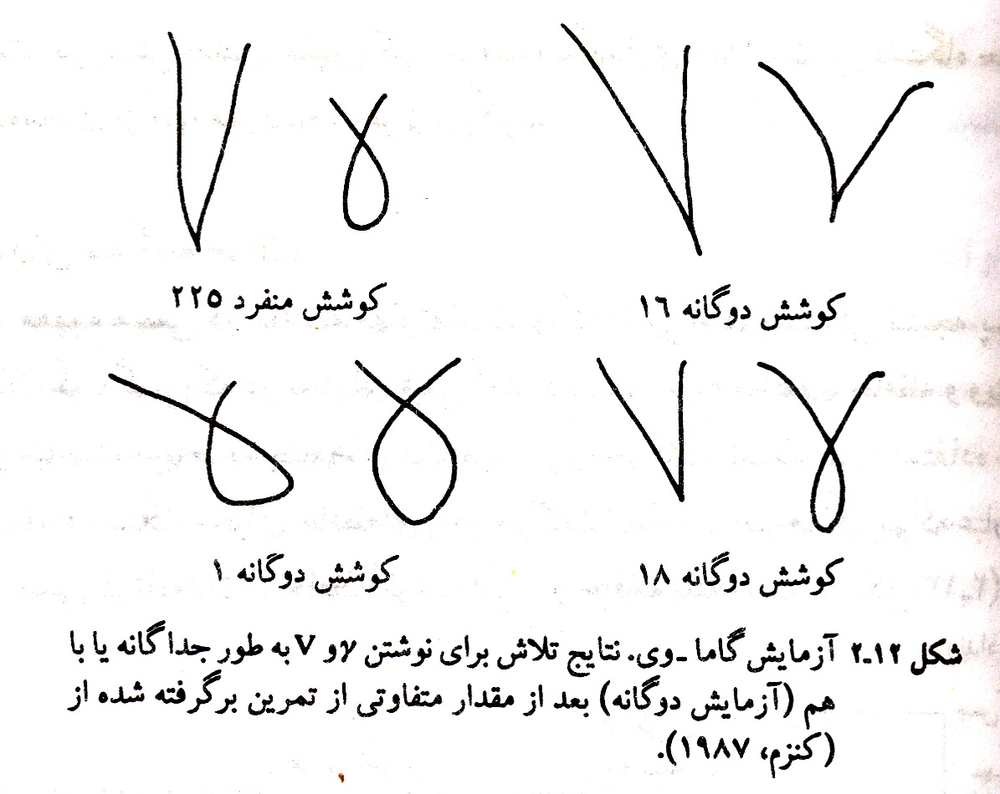 کوشش منفرد ۲۲۵
کوشش دوگانه ۱۶
کوشش دوگانه ۱
کوشش دوگانه ۱۸
شکل ۱۲ـ۲ آزمایش گاما ـ وی. نتایج تلاش برای نوشتن γ و V به طور جداگانه یا با
هم (آزمایش دوگانه) بعد از مقدار متفاوتی از تمرین برگرفته شده از
(کنزم، ۱۹۸۷).